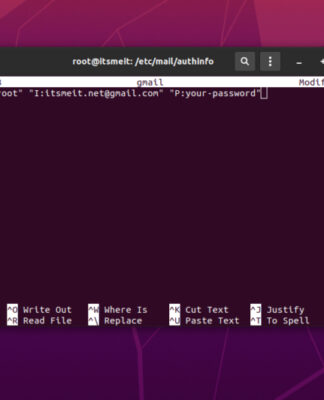 root@itsmeit: /etc/mail/authinfo
gmail
root" "I:itsmeit.net@gmail.com" "P:your-password"
^O Write Out ^W Where Is ^K Cut Text ^J Justify
^R Read File ^\ Replace ^U Paste Text ^T To Spell